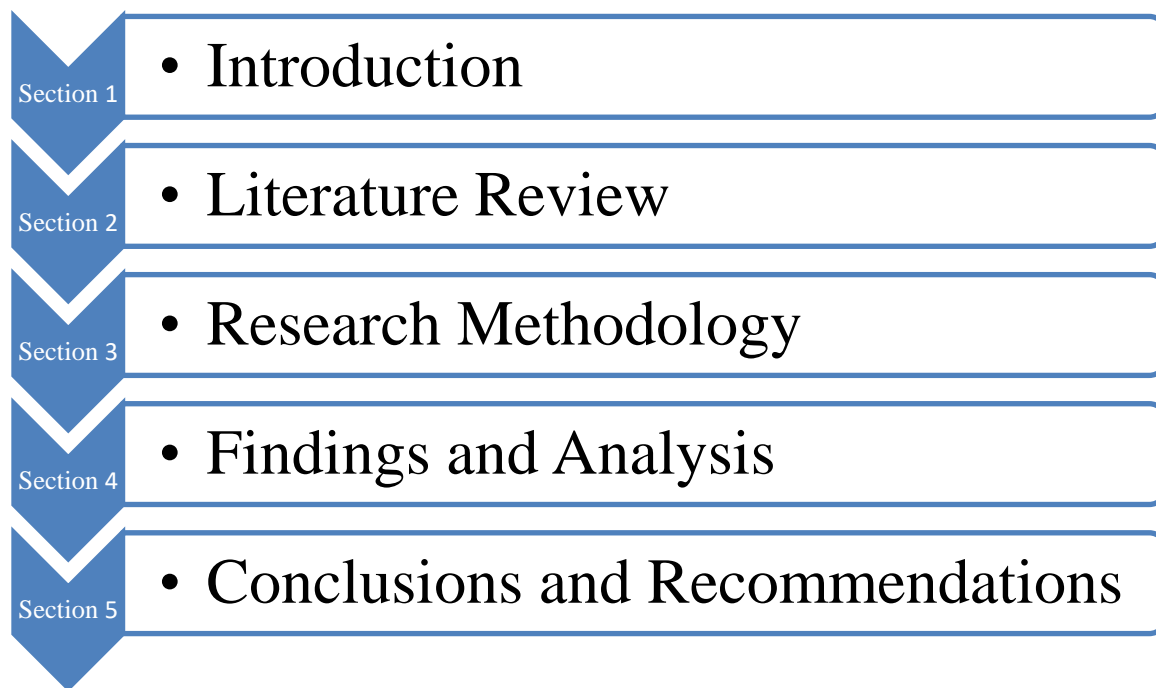 Section 1
• Introduction
Section 2
• Literature Review
Section 3
• Research Methodology
Section 4
• Findings and Analysis
Section 5
• Conclusions and Recommendations